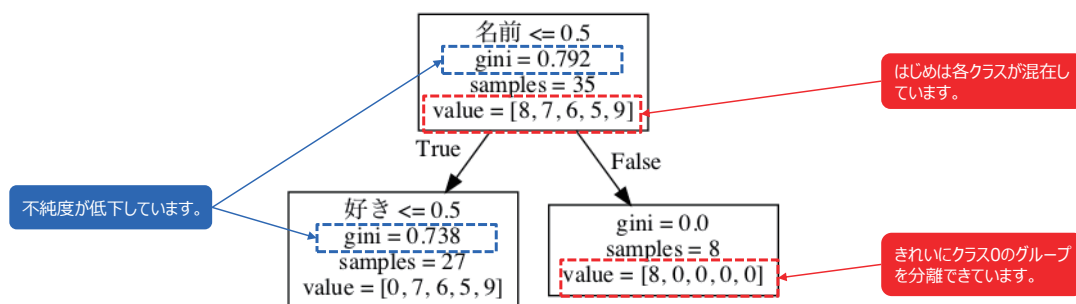 名前 <= 0.5
gini = 0.792
samples = 35
value = [8, 7, 6, 5, 9]
はじめは各クラスが混在し
ています。
True
False
不純度が低下しています。
好き <= 0.5
gini = 0.738
samples = 27
value = [0, 7, 6, 5, 9]
gini = 0.0
samples = 8
value = [8, 0, 0, 0, 0]
きれいにクラス0のグループ
を分離できています。